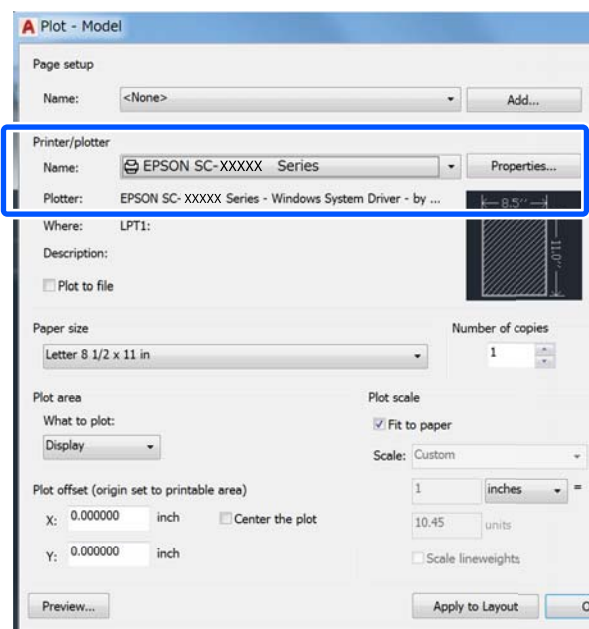 Plot - Model
Page setup
Name: <None> Add...
Printer/plotter
Name: EPSON SC-XXXXX Series Properties...
Plotter: EPSON SC- XXXXX Series - Windows System Driver - by ...
8.5''
Where: LPT1:
11.0''
Description:
Plot to file
Paper size Number of copies
Letter 8 1/2 x 11 in 1
Plot area Plot scale
What to plot: Fit to paper
Display
Scale: Custom
Plot offset (origin set to printable area) 1 inches =
X: 0.000000 inch Center the plot
10.45 units
Y: 0.000000 inch Scale lineweights
Preview... Apply to Layout